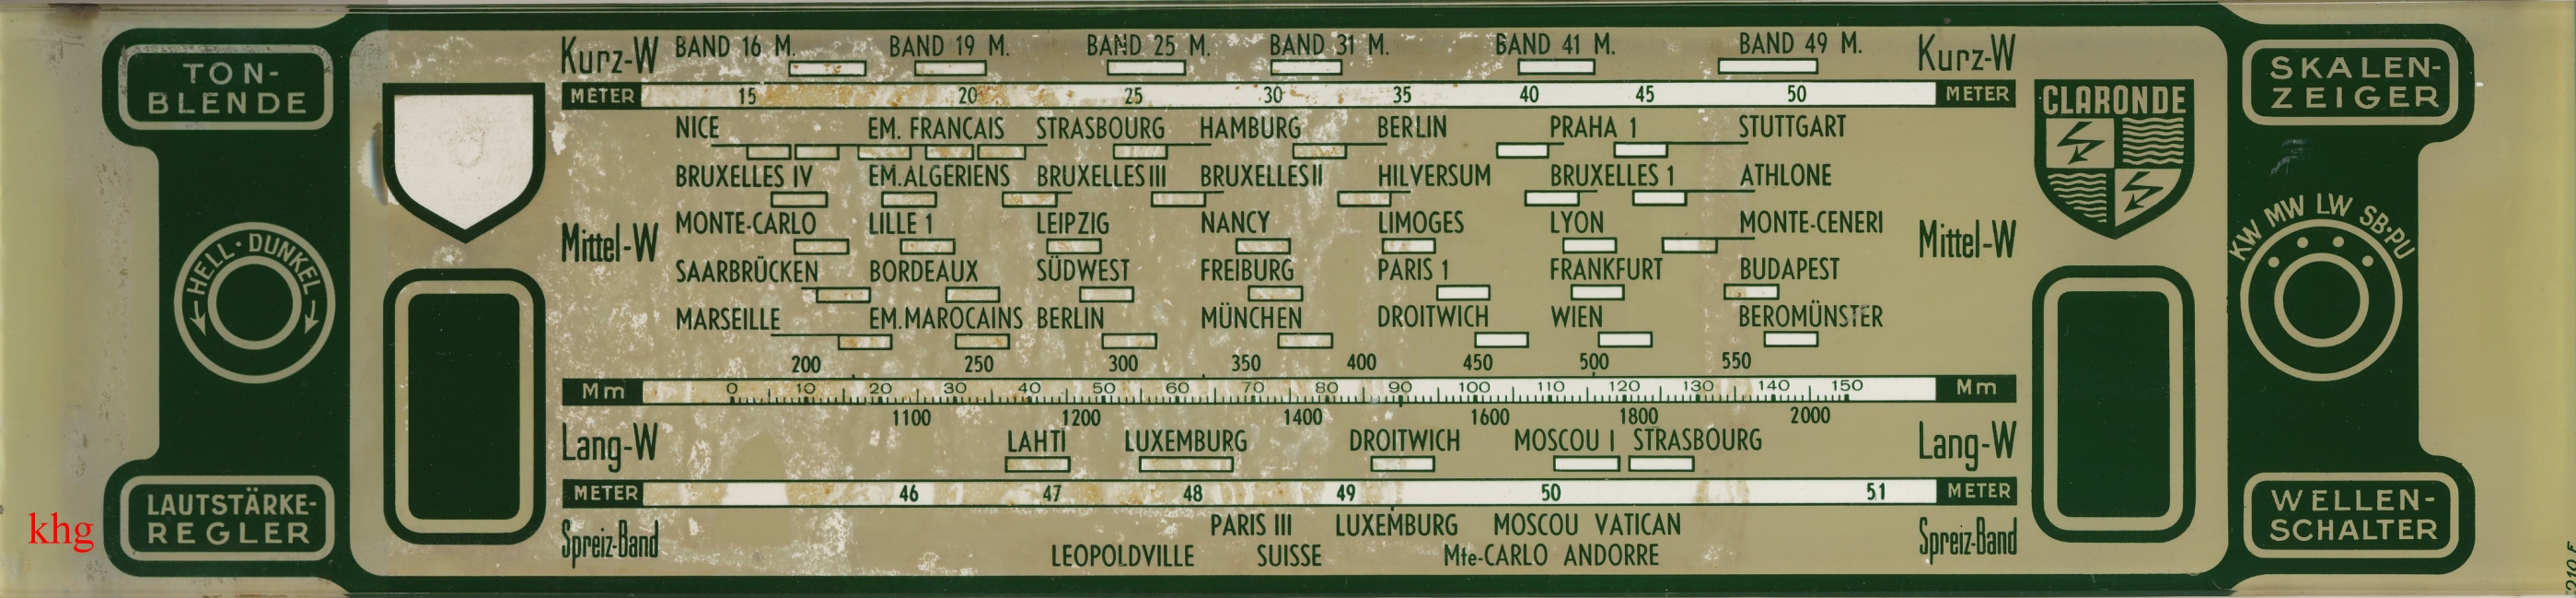 TON-
BLENDE
HELL · DUNKEL
LAUTSTÄRKE-
REGLER
khg
Kurz-W BAND 16 M. BAND 19 M. BAND 25 M. BAND 31 M. BAND 41 M. BAND 49 M. Kurz-W
METER 15 20 25 30 35 40 45 50 METER
NICE EM. FRANÇAIS STRASBOURG HAMBURG BERLIN PRAHA 1 STUTTGART
BRUXELLES IV EM.ALGERIENS BRUXELLES III BRUXELLES II HILVERSUM BRUXELLES 1 ATHLONE
MONTE-CARLO LILLE 1 LEIPZIG NANCY LIMOGES LYON MONTE-CENERI
Mittel-W Mittel-W
SAARBRÜCKEN BORDEAUX SÜDWEST FREIBURG PARIS 1 FRANKFURT BUDAPEST
MARSEILLE EM.MAROCAINS BERLIN MÜNCHEN DROITWICH WIEN BEROMÜNSTER
200 250 300 350 400 450 500 550
Mm 0 10 20 30 40 50 60 70 80 90 100 110 120 130 140 150 Mm
1100 1200 1400 1600 1800 2000
Lang-W LAHTI LUXEMBURG DROITWICH MOSCOU I STRASBOURG Lang-W
METER 46 47 48 49 50 51 METER
Spreiz-Band PARIS III LUXEMBURG MOSCOU VATICAN Spreiz-Band
LEOPOLDVILLE SUISSE Mte-CARLO ANDORRE
CLARONDE
SKALEN-
ZEIGER
KW MW LW SB·PU
WELLEN-
SCHALTER